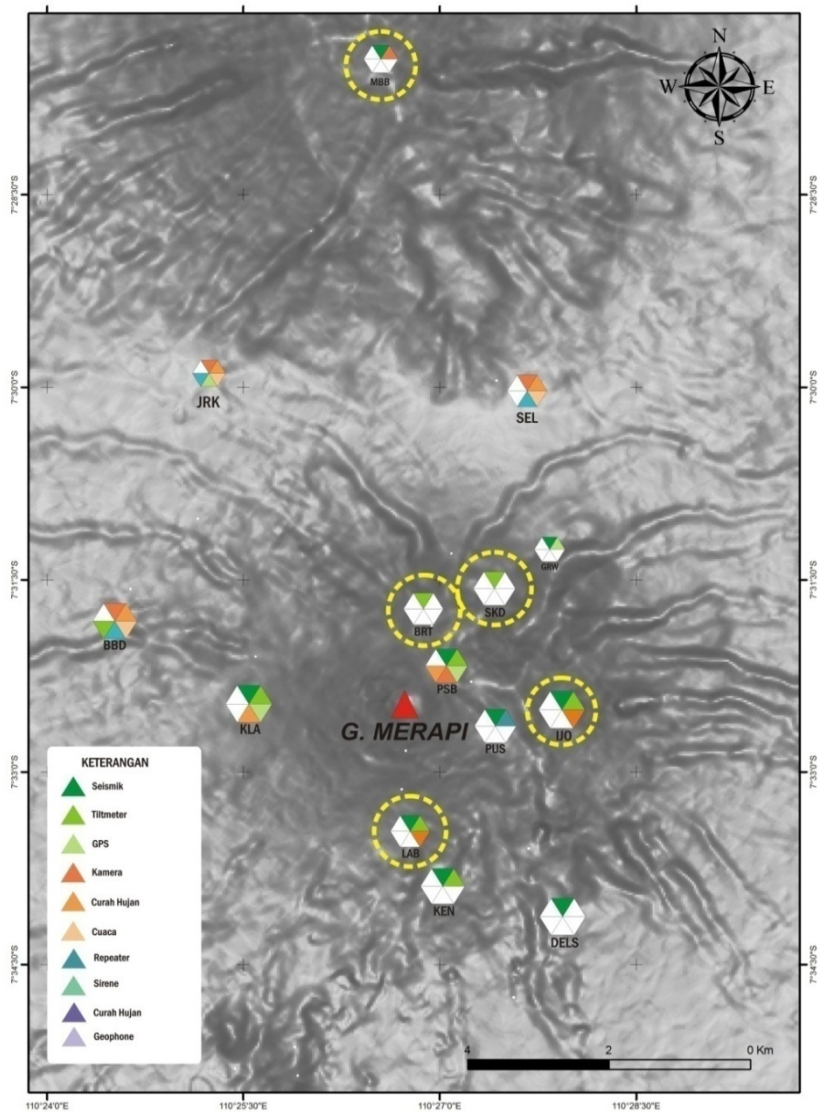 N
W E
S
MBB
7°28'30"S
7°28'30"S
7°30'0"S
7°30'0"S
JRK
SEL
GRW
7°31'30"S
7°31'30"S
SKD
BRT
BBD
PSB
KLA
G. MERAPI
PUS
IJO
7°33'0"S
7°33'0"S
KETERANGAN
Seismik
Tiltmeter
GPS
Kamera
Curah Hujan
Cuaca
Repeater
Sirene
Curah Hujan
Geophone
LAB
KEN
DELS
7°34'30"S
7°34'30"S
4 2 0 Km
110°24'0"E 110°25'30"E 110°27'0"E 110°28'30"E